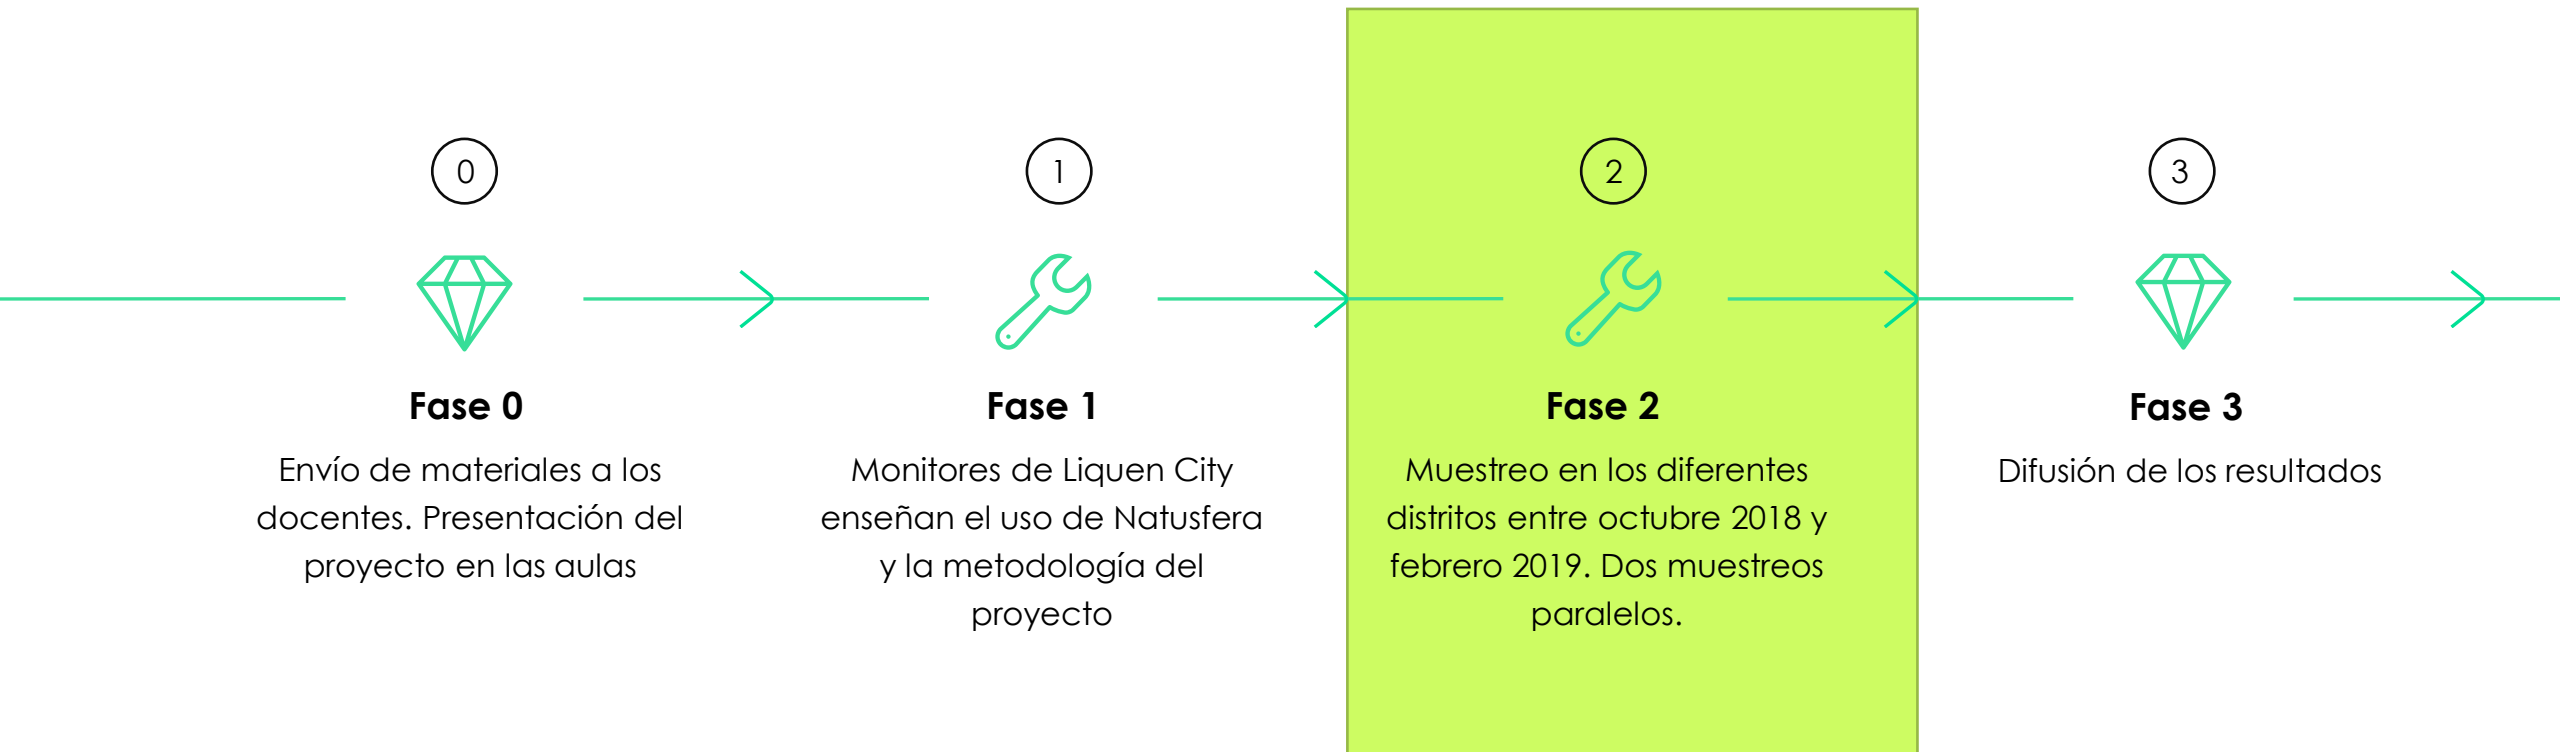 0
Fase 0
Envío de materiales a los
docentes. Presentación del
proyecto en las aulas
1
Fase 1
Monitores de Liquen City
enseñan el uso de Natusfera
y la metodología del
proyecto
2
Fase 2
Muestreo en los diferentes
distritos entre octubre 2018 y
febrero 2019. Dos muestreos
paralelos.
3
Fase 3
Difusión de los resultados